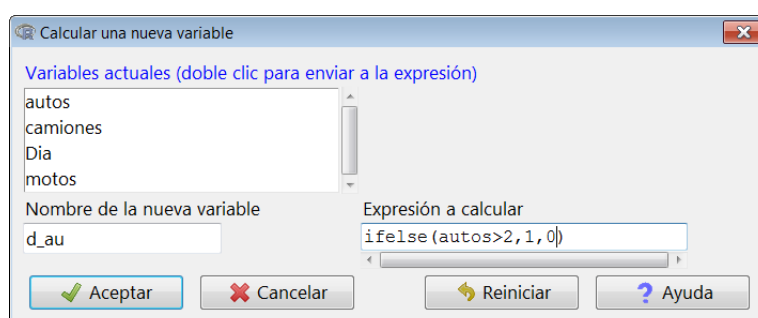 Calcular una nueva variable
Variables actuales (doble clic para enviar a la expresión)
autos
camiones
Dia
motos
Nombre de la nueva variable Expresión a calcular
d_au ifelse(autos>2,1,0)
Aceptar Cancelar Reiniciar ? Ayuda